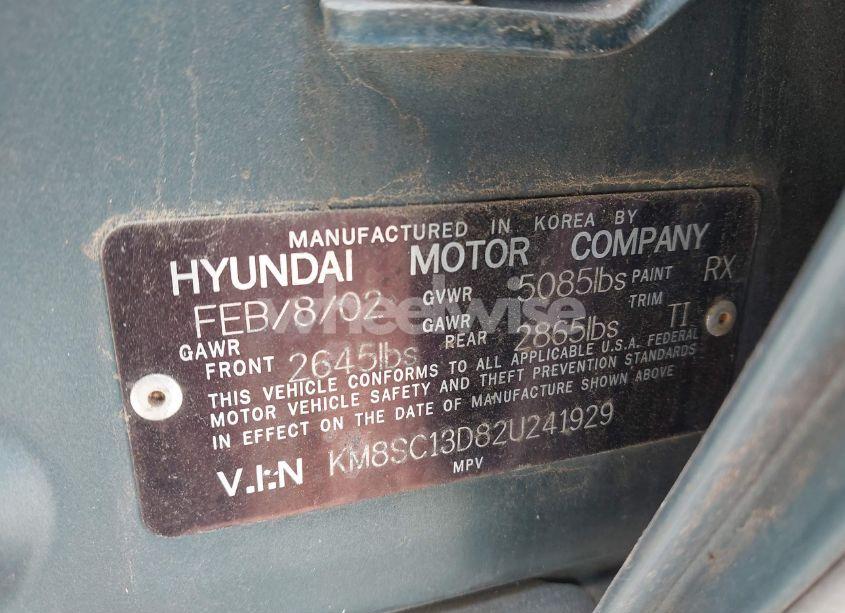 MANUFACTURED IN KOREA BY
HYUNDAI MOTOR COMPANY
FEB/8/02 GVWR 5085lbs PAINT RX
GAWR FRONT 2645lbs GAWR REAR 2865lbs TRIM TI
THIS VEHICLE CONFORMS TO ALL APPLICABLE U.S.A. FEDERAL
MOTOR VEHICLE SAFETY AND THEFT PREVENTION STANDARDS
IN EFFECT ON THE DATE OF MANUFACTURE SHOWN ABOVE
V.I.N KM8SC13D82U241929
MPV
wheelwise